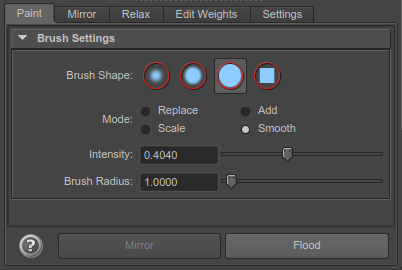 Paint Mirror Relax Edit Weights Settings
Brush Settings
Brush Shape:
Mode: Replace Add
Scale Smooth
Intensity: 0.4040
Brush Radius: 1.0000
? Mirror Flood